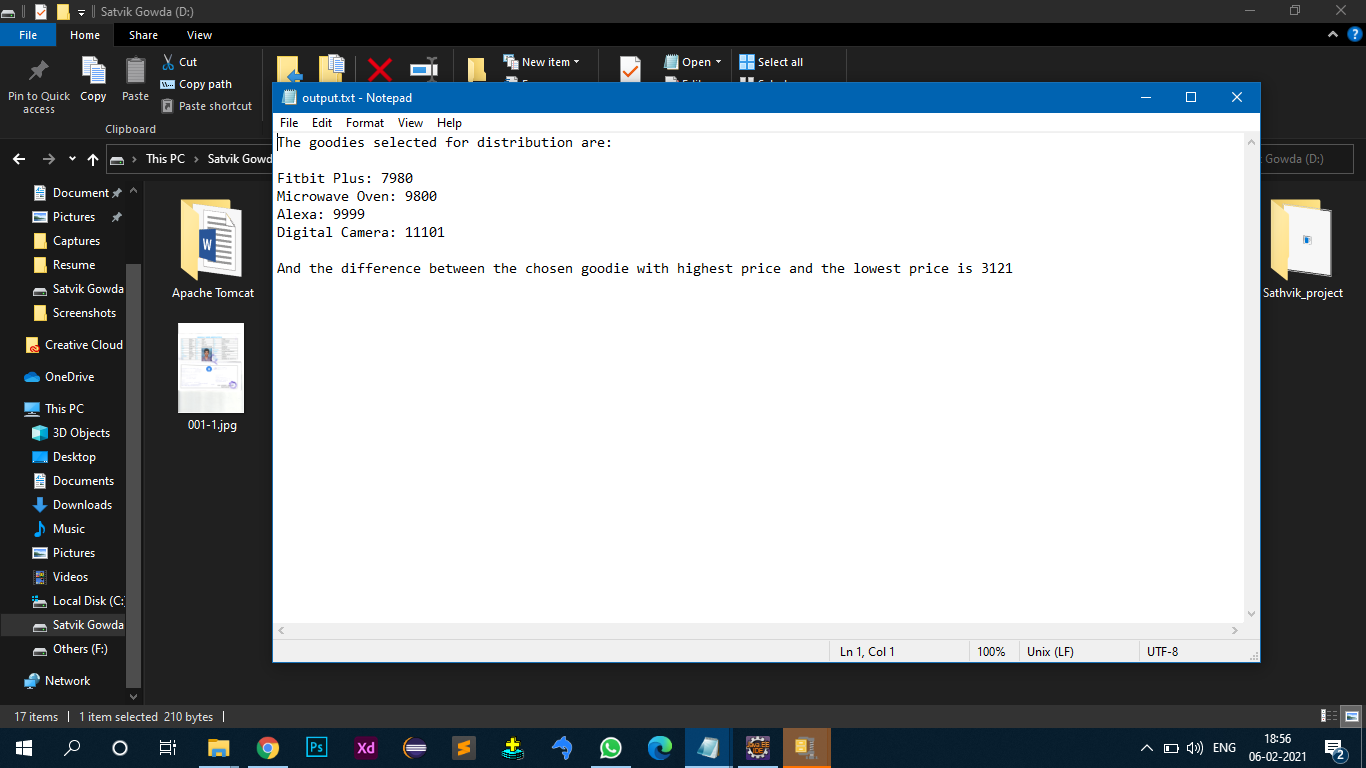 Satvik Gowda (D:)
File Home Share View
Pin to Quick access
Copy
Paste
Cut
Copy path
Paste shortcut
Clipboard
New item
Open
Select all
This PC
Satvik Gowd
Gowda (D:)
output.txt - Notepad
File Edit Format View Help
The goodies selected for distribution are:
Fitbit Plus: 7980
Microwave Oven: 9800
Alexa: 9999
Digital Camera: 11101
And the difference between the chosen goodie with highest price and the lowest price is 3121
Ln 1, Col 1 100% Unix (LF) UTF-8
Document
Pictures
Captures
Resume
Satvik Gowda
Screenshots
Creative Cloud
OneDrive
This PC
3D Objects
Desktop
Documents
Downloads
Music
Pictures
Videos
Local Disk (C:
Satvik Gowda
Others (F:)
Network
Apache Tomcat
001-1.jpg
Sathvik_project
17 items 1 item selected 210 bytes
Ps
Xd
ENG
18:56
06-02-2021
2